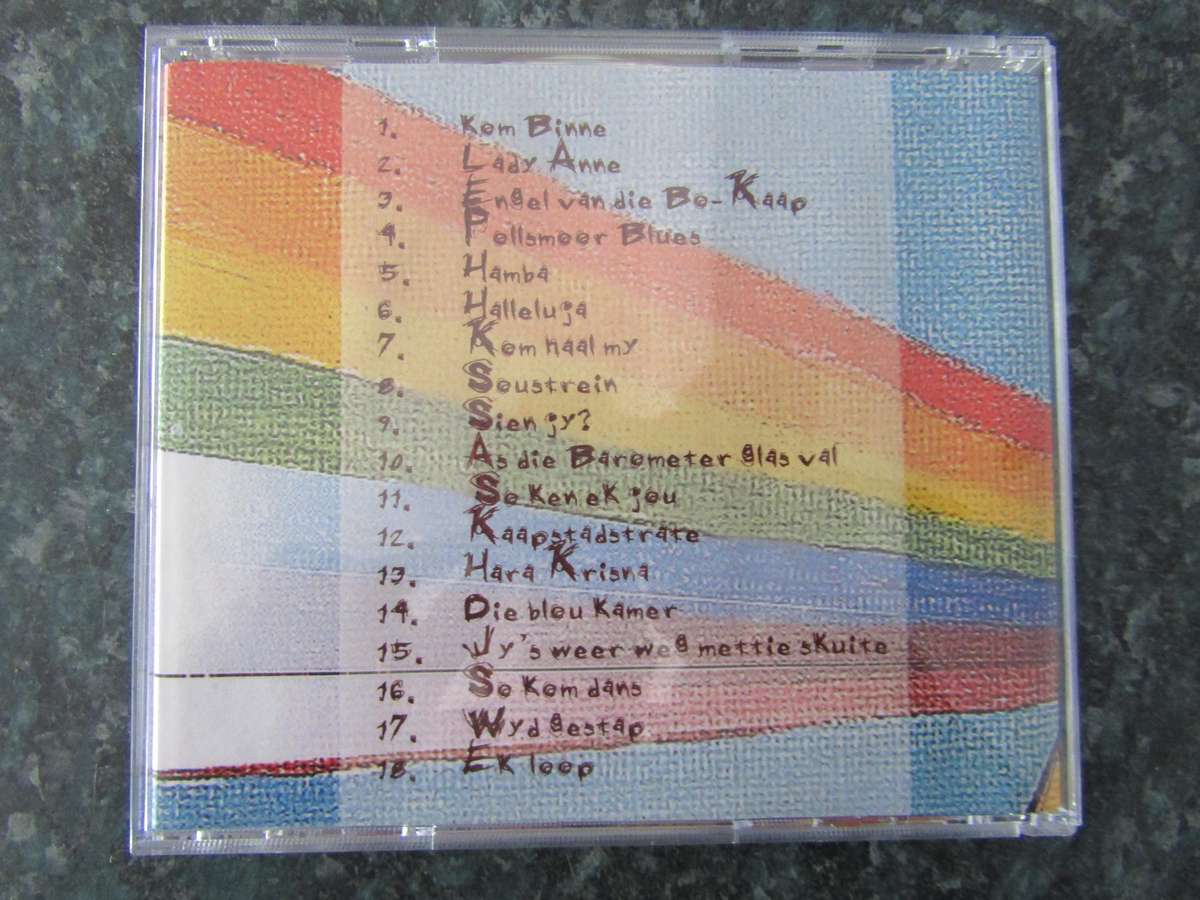 1. Kom Binne
2. Lady Anne
3. Engel van die Bo-Kaap
4. Pollsmoor Blues
5. Hamba
6. Halleluja
7. Kom haal my
8. Soustrein
9. Sien jy?
10. As die Barometer glas val
11. So Ken eK jou
12. Kaapstadstrate
13. Hara Krisna
14. Die blou Kamer
15. Jy's weer weg mettie sKuite
16. So Kom dans
17. Wyd gestap
18. EK loop